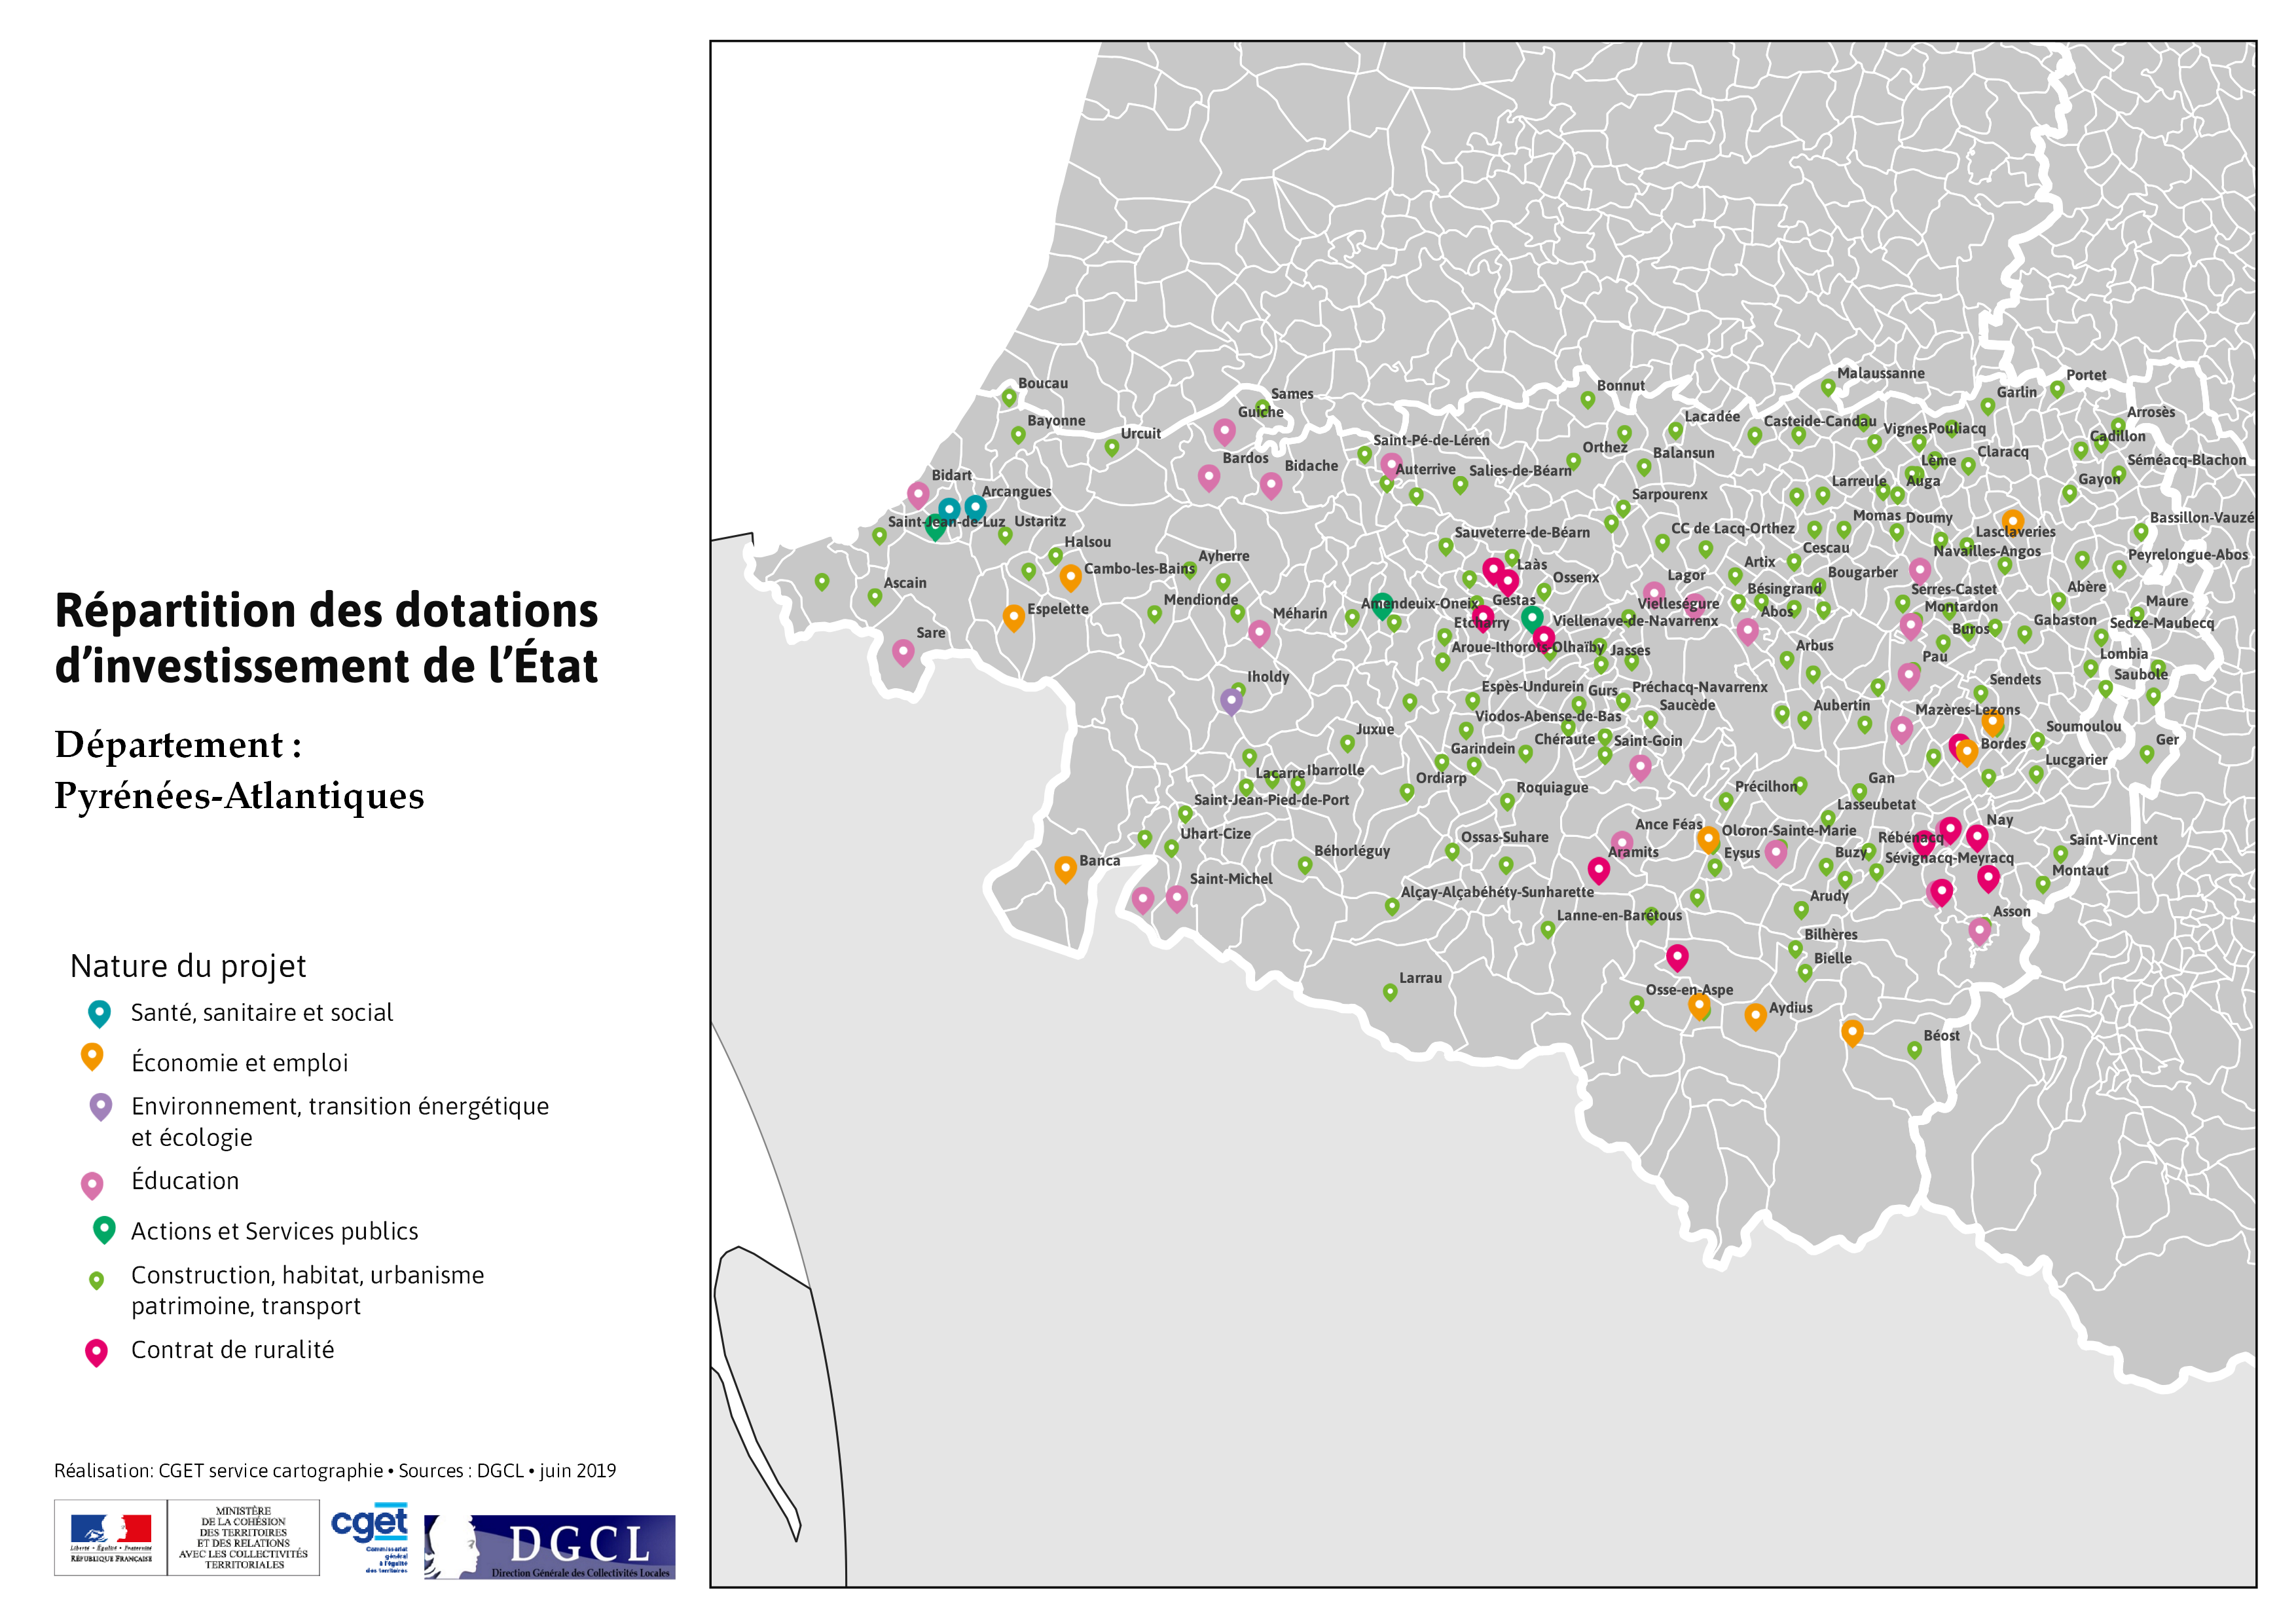 Répartition des dotations
d’investissement de l’État
Département :
Pyrénées-Atlantiques
Nature du projet
Santé, sanitaire et social
Économie et emploi
Environnement, transition énergétique
et écologie
Éducation
Actions et Services publics
Construction, habitat, urbanisme
patrimoine, transport
Contrat de ruralité
Réalisation: CGET service cartographie • Sources : DGCL • juin 2019
Liberté • Égalité • Fraternité
RÉPUBLIQUE FRANÇAISE
MINISTÈRE
DE LA COHÉSION
DES TERRITOIRES
ET DES RELATIONS
AVEC LES COLLECTIVITÉS
TERRITORIALES
cget
Commissariat
général
à l'égalité
des territoires
DGCL
Direction Générale des Collectivités Locales
Boucau
Bayonne
Urcuit
Sames
Guiche
Bardos
Bidache
Bidart
Arcangues
Saint-Jean-de-Luz
Ustaritz
Halsou
Cambo-les-Bains
Ayherre
Ascain
Espelette
Mendionde
Méharin
Sare
Iholdy
Juxue
Lacarre
Ibarrolle
Saint-Jean-Pied-de-Port
Uhart-Cize
Banca
Saint-Michel
Béhorléguy
Bonnut
Malaussanne
Portet
Garlin
Arrosès
Lacadée
Casteide-Candau
Vignes
Pouliacq
Cadillon
Saint-Pé-de-Léren
Orthez
Balansun
Claracq
Lème
Séméacq-Blachon
Auterrive
Salies-de-Béarn
Larreule
Auga
Gayon
Sarpourenx
Momas
Doumy
Bassillon-Vauzé
Sauveterre-de-Béarn
CC de Lacq-Orthez
Lasclaveries
Cescau
Navailles-Angos
Peyrelongue-Abos
Laàs
Artix
Bougarber
Ossenx
Lagor
Bésingrand
Serres-Castet
Abère
Amendeuix-Oneix
Gestas
Vielleségure
Abos
Montardon
Maure
Etcharry
Viellenave-de-Navarrenx
Buros
Gabaston
Sedze-Maubecq
Aroue-Ithorots-Olhaïby
Jasses
Arbus
Pau
Lombia
Sendets
Saubole
Espès-Undurein
Gurs
Préchacq-Navarrenx
Saucède
Aubertin
Mazères-Lezons
Viodos-Abense-de-Bas
Soumoulou
Garindein
Chéraute
Saint-Goin
Bordes
Ger
Lucgarier
Ordiarp
Roquiague
Précilhon
Gan
Lasseubetat
Ance Féas
Oloron-Sainte-Marie
Nay
Ossas-Suhare
Rébénacq
Saint-Vincent
Aramits
Eysus
Buzy
Sévignacq-Meyracq
Montaut
Alçay-Alçabéhéty-Sunharette
Arudy
Asson
Lanne-en-Barétous
Bilhères
Bielle
Larrau
Osse-en-Aspe
Aydius
Béost